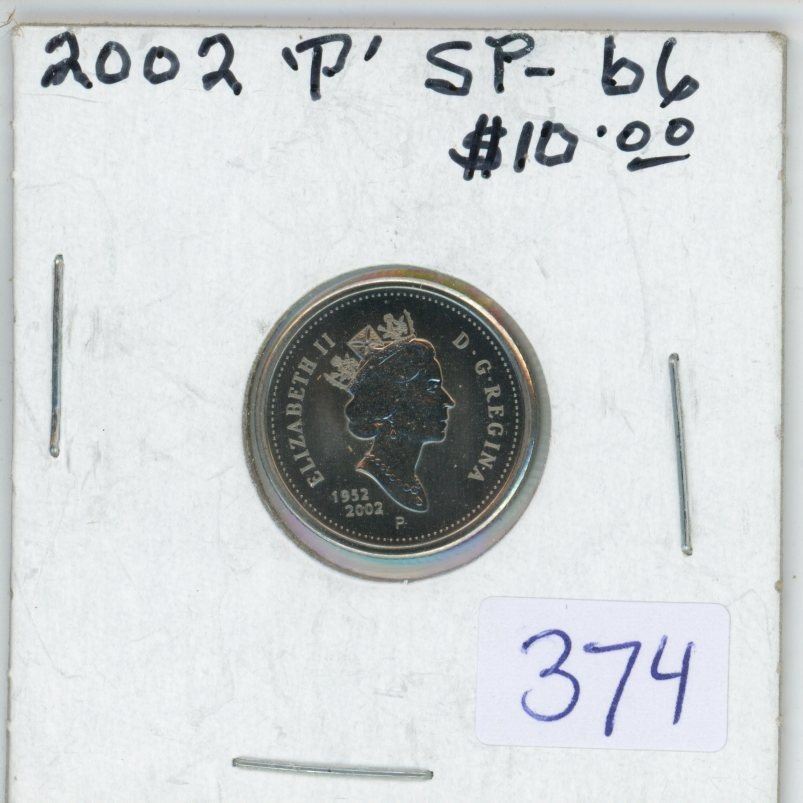 2002 'P' SP-66
$10.00
ELIZABETH II D·G·REGINA
1952
2002
P
374